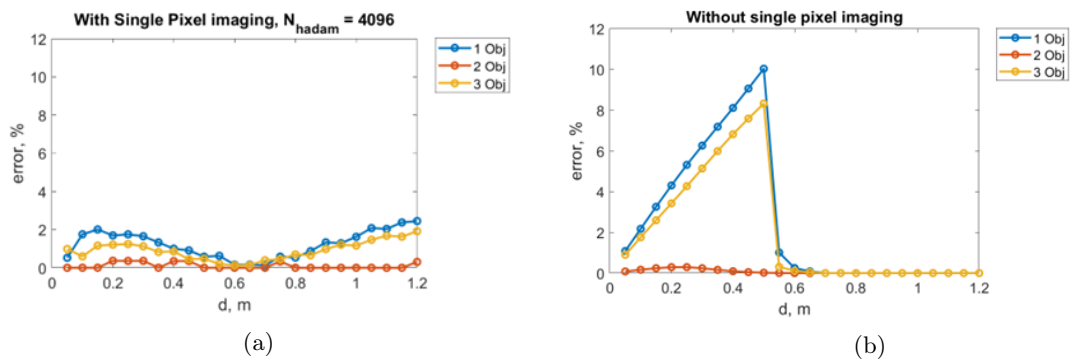 With Single Pixel imaging, N_hadam = 4096
12
10
8
6
4
2
0
error, %
0
0.2
0.4
0.6
0.8
1
1.2
d, m
1 Obj.
2 Obj.
3 Obj.
(a)
Without single pixel imaging
12
10
8
6
4
2
0
error, %
0
0.2
0.4
0.6
0.8
1
1.2
d, m
1 Obj
2 Obj
3 Obj
(b)